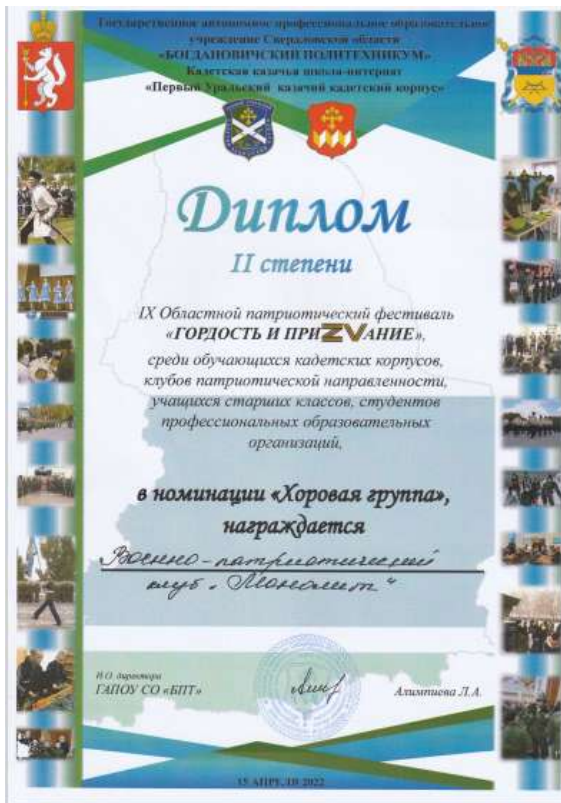 Государственное автономное профессиональное образовательное
учреждение Свердловской области
«БОГДАНОВИЧСКИЙ ПОЛИТЕХНИКУМ»
Кадетская казачья школа-интернат
«Первый Уральский казачий кадетский корпус»
Диплом
II степени
IX Областной патриотический фестиваль
«ГОРДОСТЬ И ПРИZVАНИЕ»,
среди обучающихся кадетских корпусов,
клубов патриотической направленности,
учащихся старших классов, студентов
профессиональных образовательных
организаций,
в номинации «Хоровая группа»,
награждается
Военно-патриотический
клуб „Монолит"
И.О. директора
ГАПОУ СО «БПТ»
Алимпиева Л.А.
15 АПРЕЛЯ 2022